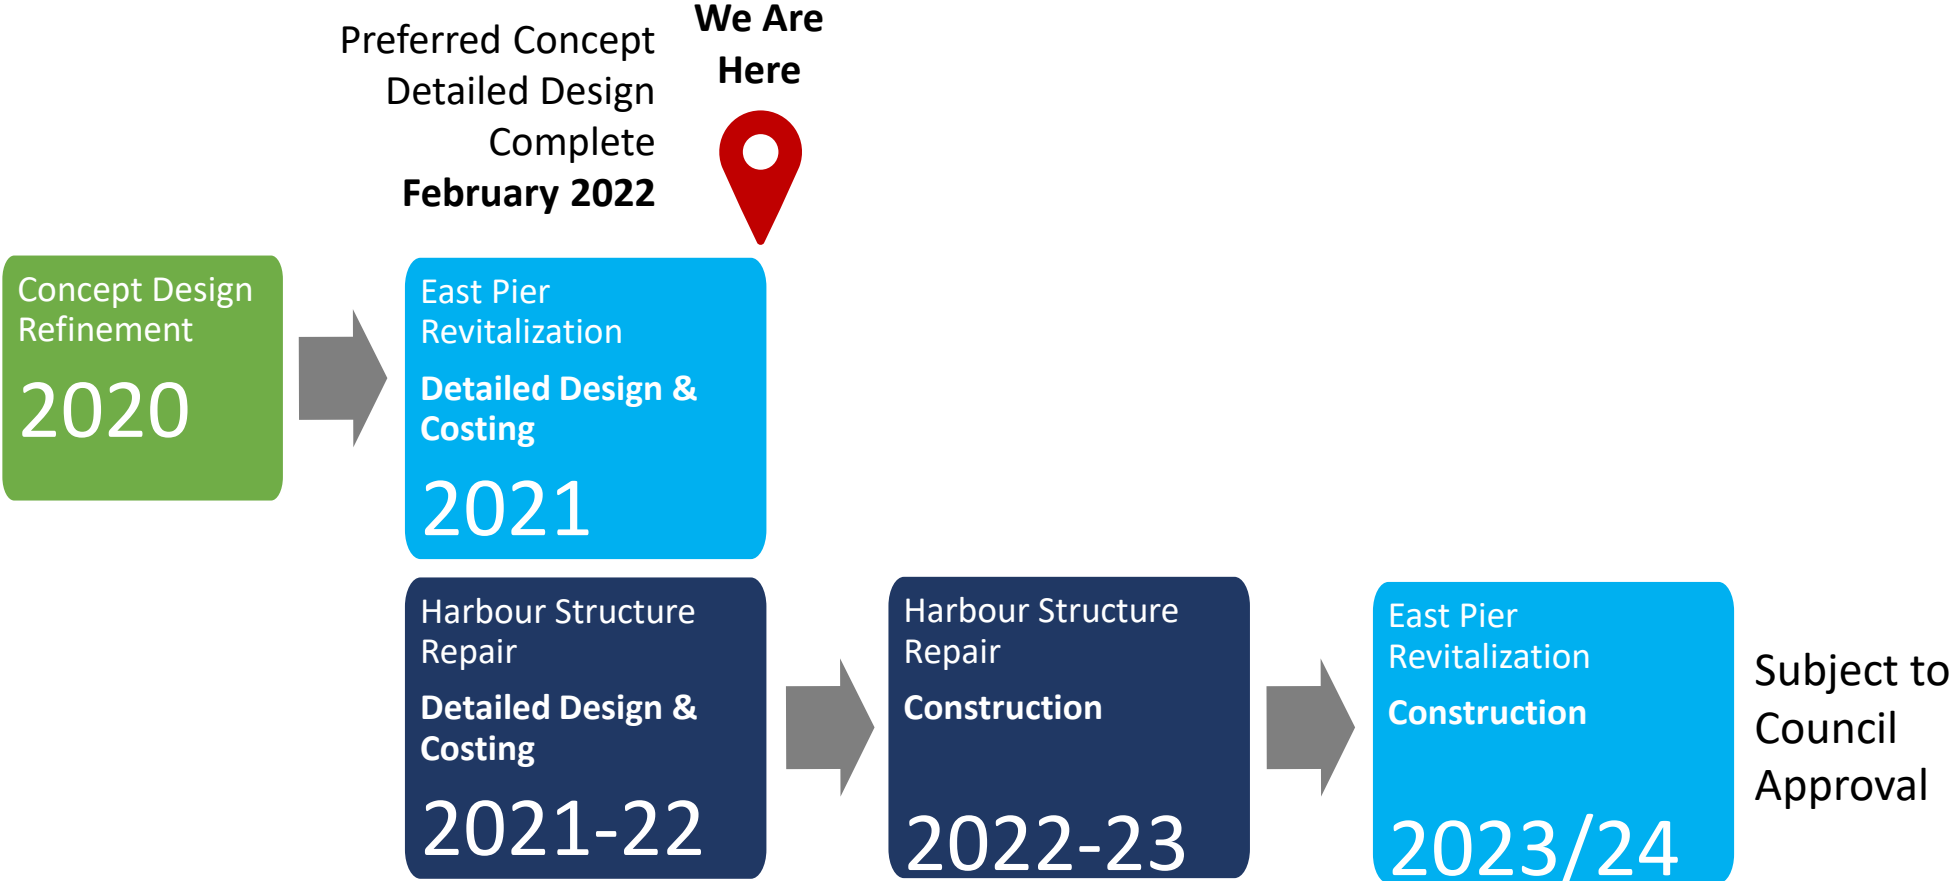 Preferred Concept
Detailed Design
Complete
February 2022
We Are
Here
Concept Design
Refinement
2020
East Pier
Revitalization
Detailed Design &
Costing
2021
Harbour Structure
Repair
Detailed Design &
Costing
2021-22
Harbour Structure
Repair
Construction
2022-23
East Pier
Revitalization
Construction
2023/24
Subject to
Council
Approval